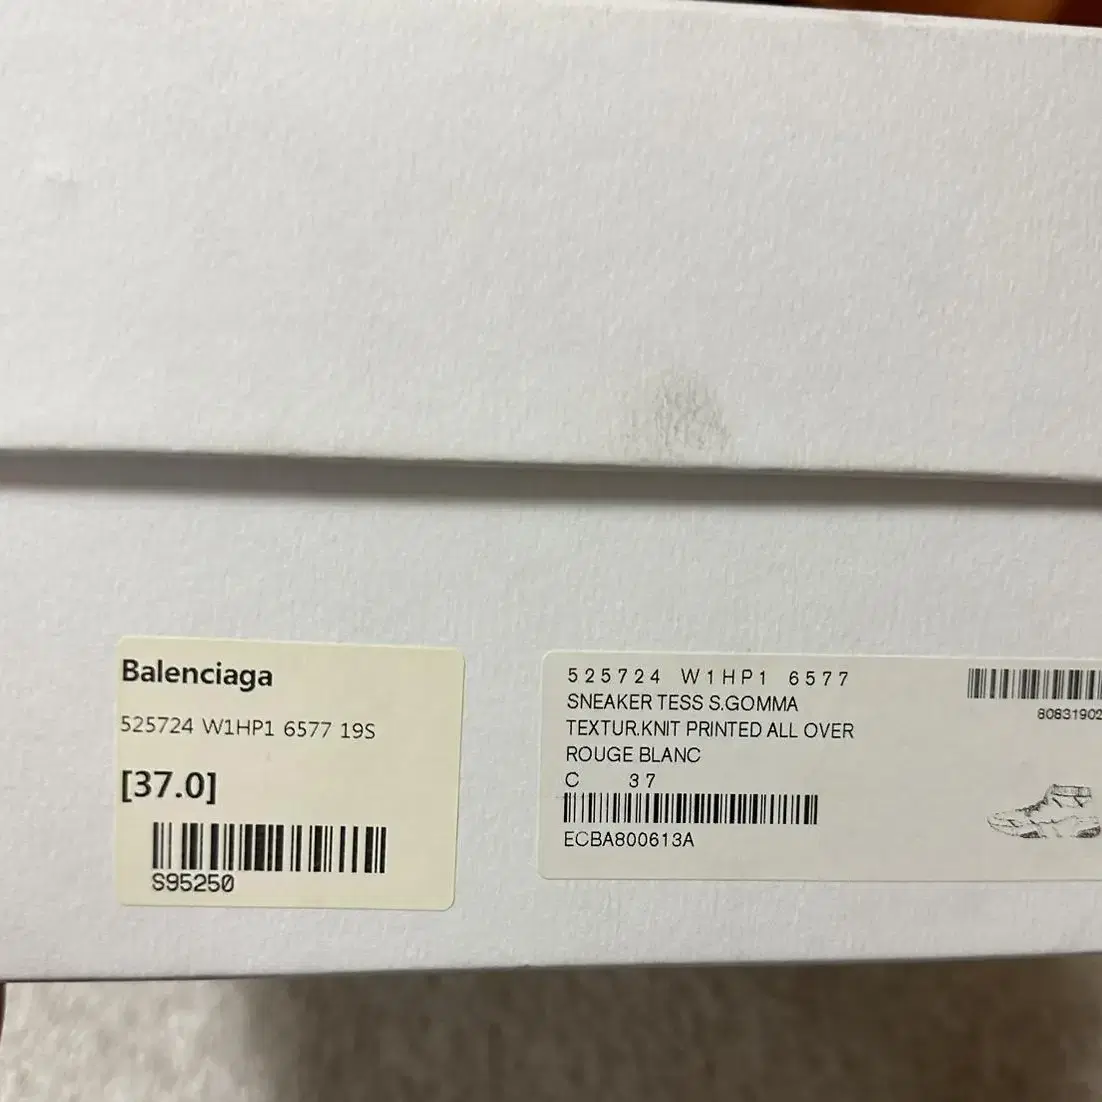 Balenciaga
525724 W1HP1 6577 19S
[37.0]
S95250
525724 W1HP1 6577
SNEAKER TESS S.GOMMA
TEXTUR.KNIT PRINTED ALL OVER
ROUGE BLANC
C 37
ECBA800613A
80831902